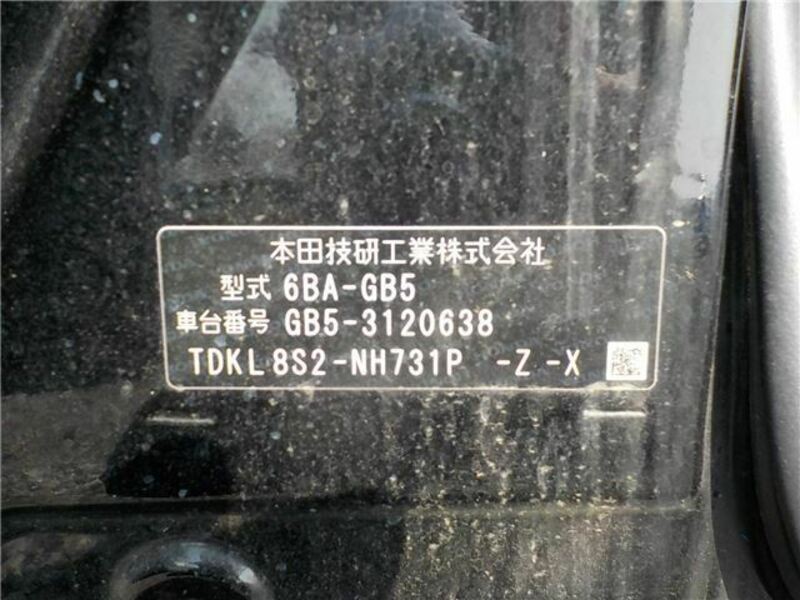 本田技研工業株式会社
型式 6BA-GB5
車台番号 GB5-3120638
TDKL8S2-NH731P -Z-X